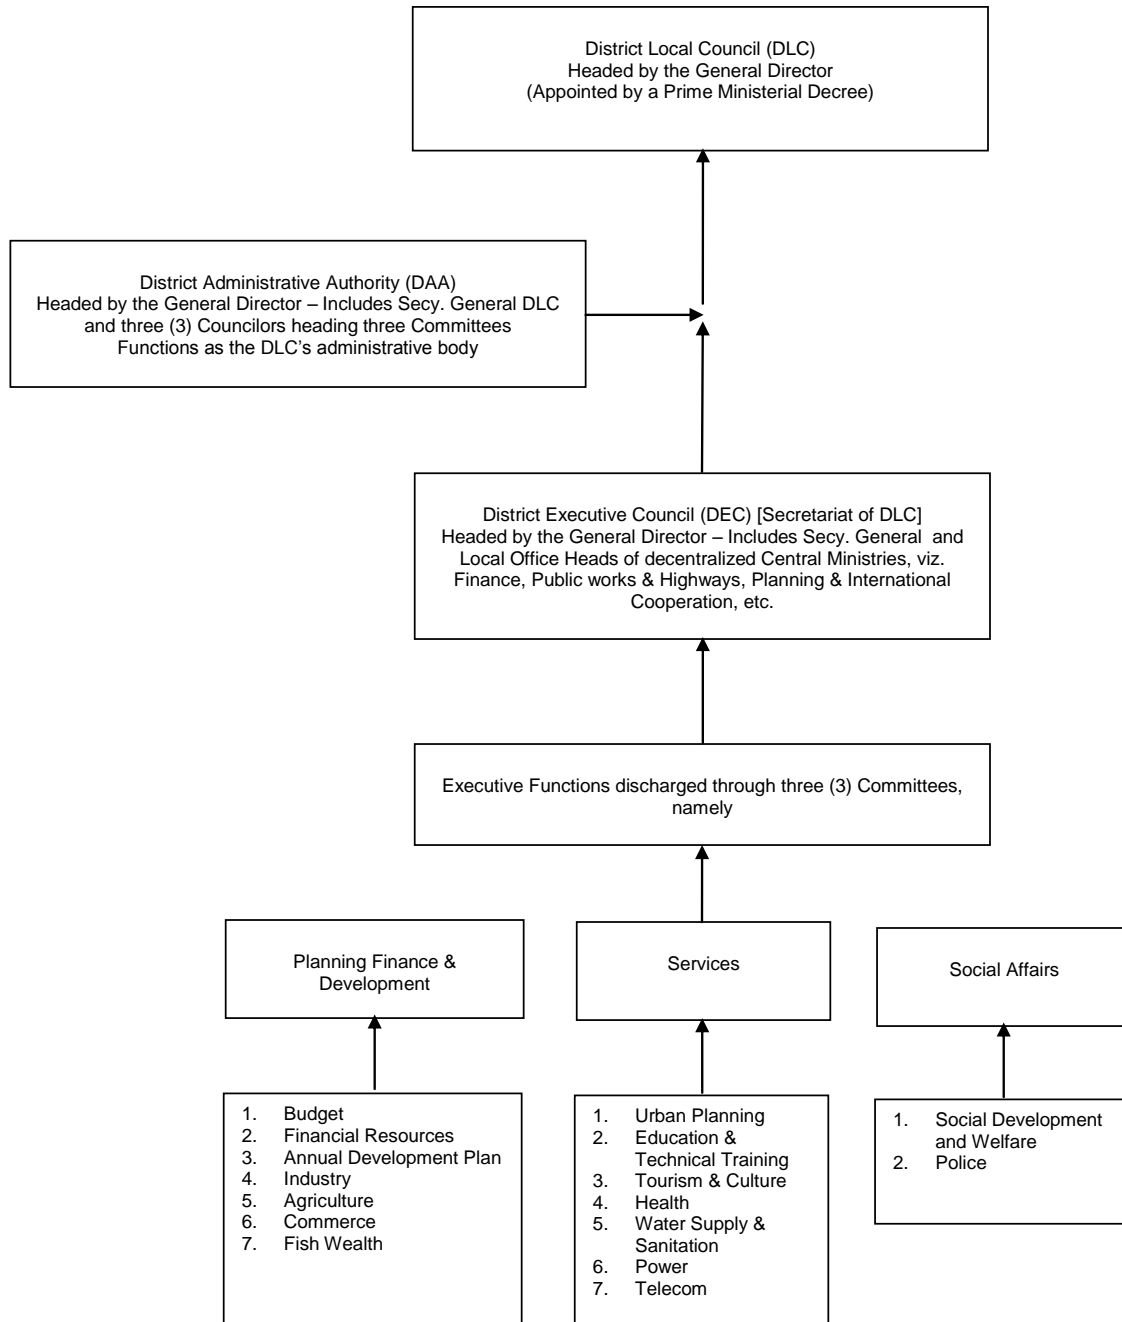 District Local Council (DLC)
Headed by the General Director
(Appointed by a Prime Ministerial Decree)
District Administrative Authority (DAA)
Headed by the General Director – Includes Secy. General DLC
and three (3) Councilors heading three Committees
Functions as the DLC’s administrative body
District Executive Council (DEC) [Secretariat of DLC]
Headed by the General Director – Includes Secy. General and
Local Office Heads of decentralized Central Ministries, viz.
Finance, Public works & Highways, Planning & International
Cooperation, etc.
Executive Functions discharged through three (3) Committees,
namely
Planning Finance &
Development
Services
Social Affairs
1. Budget
2. Financial Resources
3. Annual Development Plan
4. Industry
5. Agriculture
6. Commerce
7. Fish Wealth
1. Urban Planning
2. Education &
Technical Training
3. Tourism & Culture
4. Health
5. Water Supply &
Sanitation
6. Power
7. Telecom
1. Social Development
and Welfare
2. Police